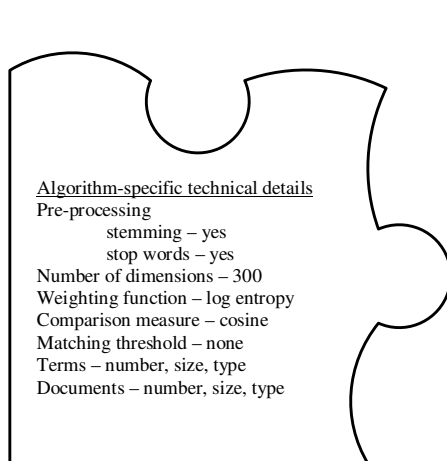 Algorithm-specific technical details
Pre-processing
stemming – yes
stop words – yes
Number of dimensions – 300
Weighting function – log entropy
Comparison measure – cosine
Matching threshold – none
Terms – number, size, type
Documents – number, size, type